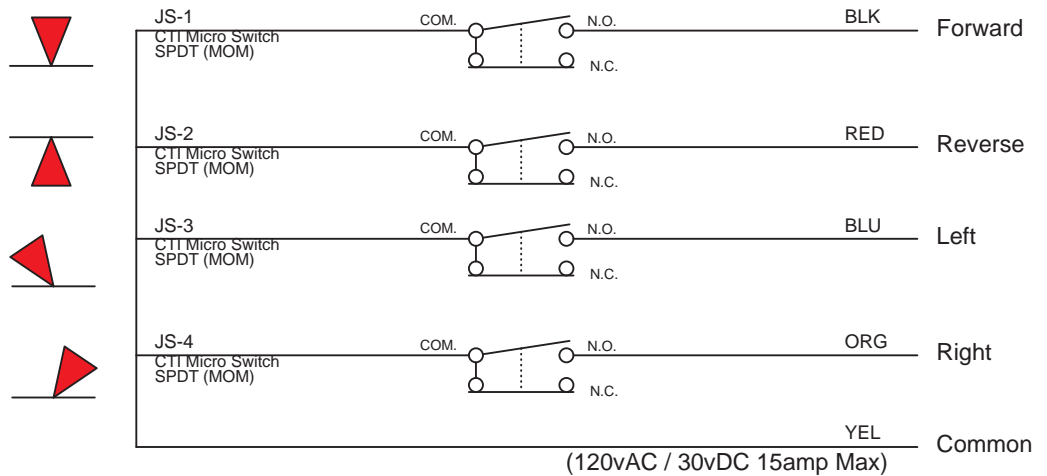 JS-1 COM. N.O. BLK Forward
CTI Micro Switch
SPDT (MOM)
N.C.
JS-2 COM. N.O. RED Reverse
CTI Micro Switch
SPDT (MOM)
N.C.
JS-3 COM. N.O. BLU Left
CTI Micro Switch
SPDT (MOM)
N.C.
JS-4 COM. N.O. ORG Right
CTI Micro Switch
SPDT (MOM)
N.C.
YEL Common
(120vAC / 30vDC 15amp Max)